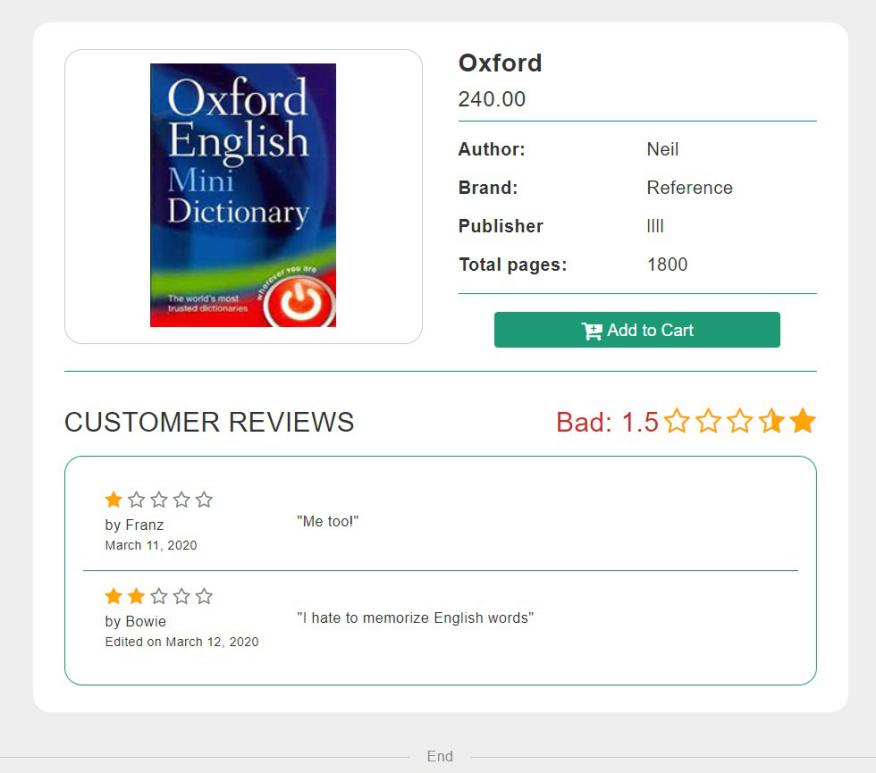 Oxford
English
Mini
Dictionary
wherever you are
The world's most
trusted dictionaries
Oxford
240.00
Author: Neil
Brand: Reference
Publisher llll
Total pages: 1800
Add to Cart
CUSTOMER REVIEWS
Bad: 1.5
by Franz
March 11, 2020
"Me too!"
by Bowie
Edited on March 12, 2020
"I hate to memorize English words"
End